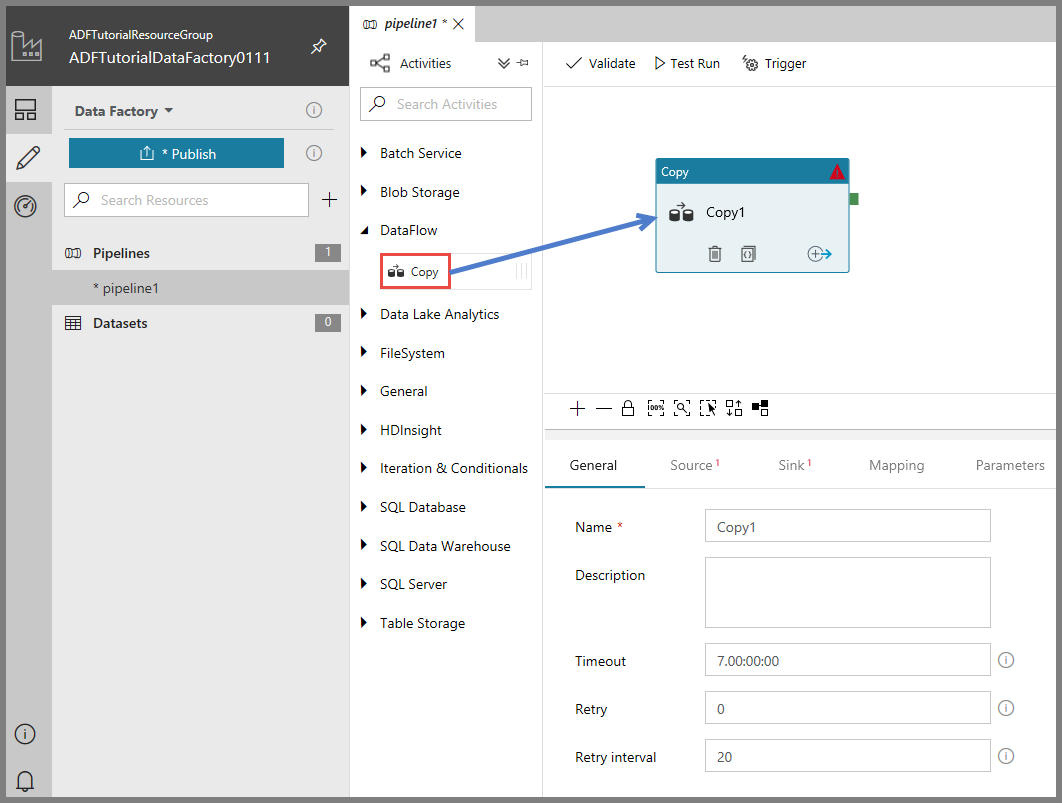 ADFTutorialResourceGroup
ADFTutorialDataFactory0111
Data Factory
* Publish
Search Resources
Pipelines 1
* pipeline1
Datasets 0
pipeline1 *
Activities
Search Activities
Batch Service
Blob Storage
DataFlow
Copy
Data Lake Analytics
FileSystem
General
HDInsight
Iteration & Conditionals
SQL Database
SQL Data Warehouse
SQL Server
Table Storage
Validate Test Run Trigger
Copy
Copy1
100%
General Source 1 Sink 1 Mapping Parameters
Name * Copy1
Description
Timeout 7.00:00:00
Retry 0
Retry interval 20